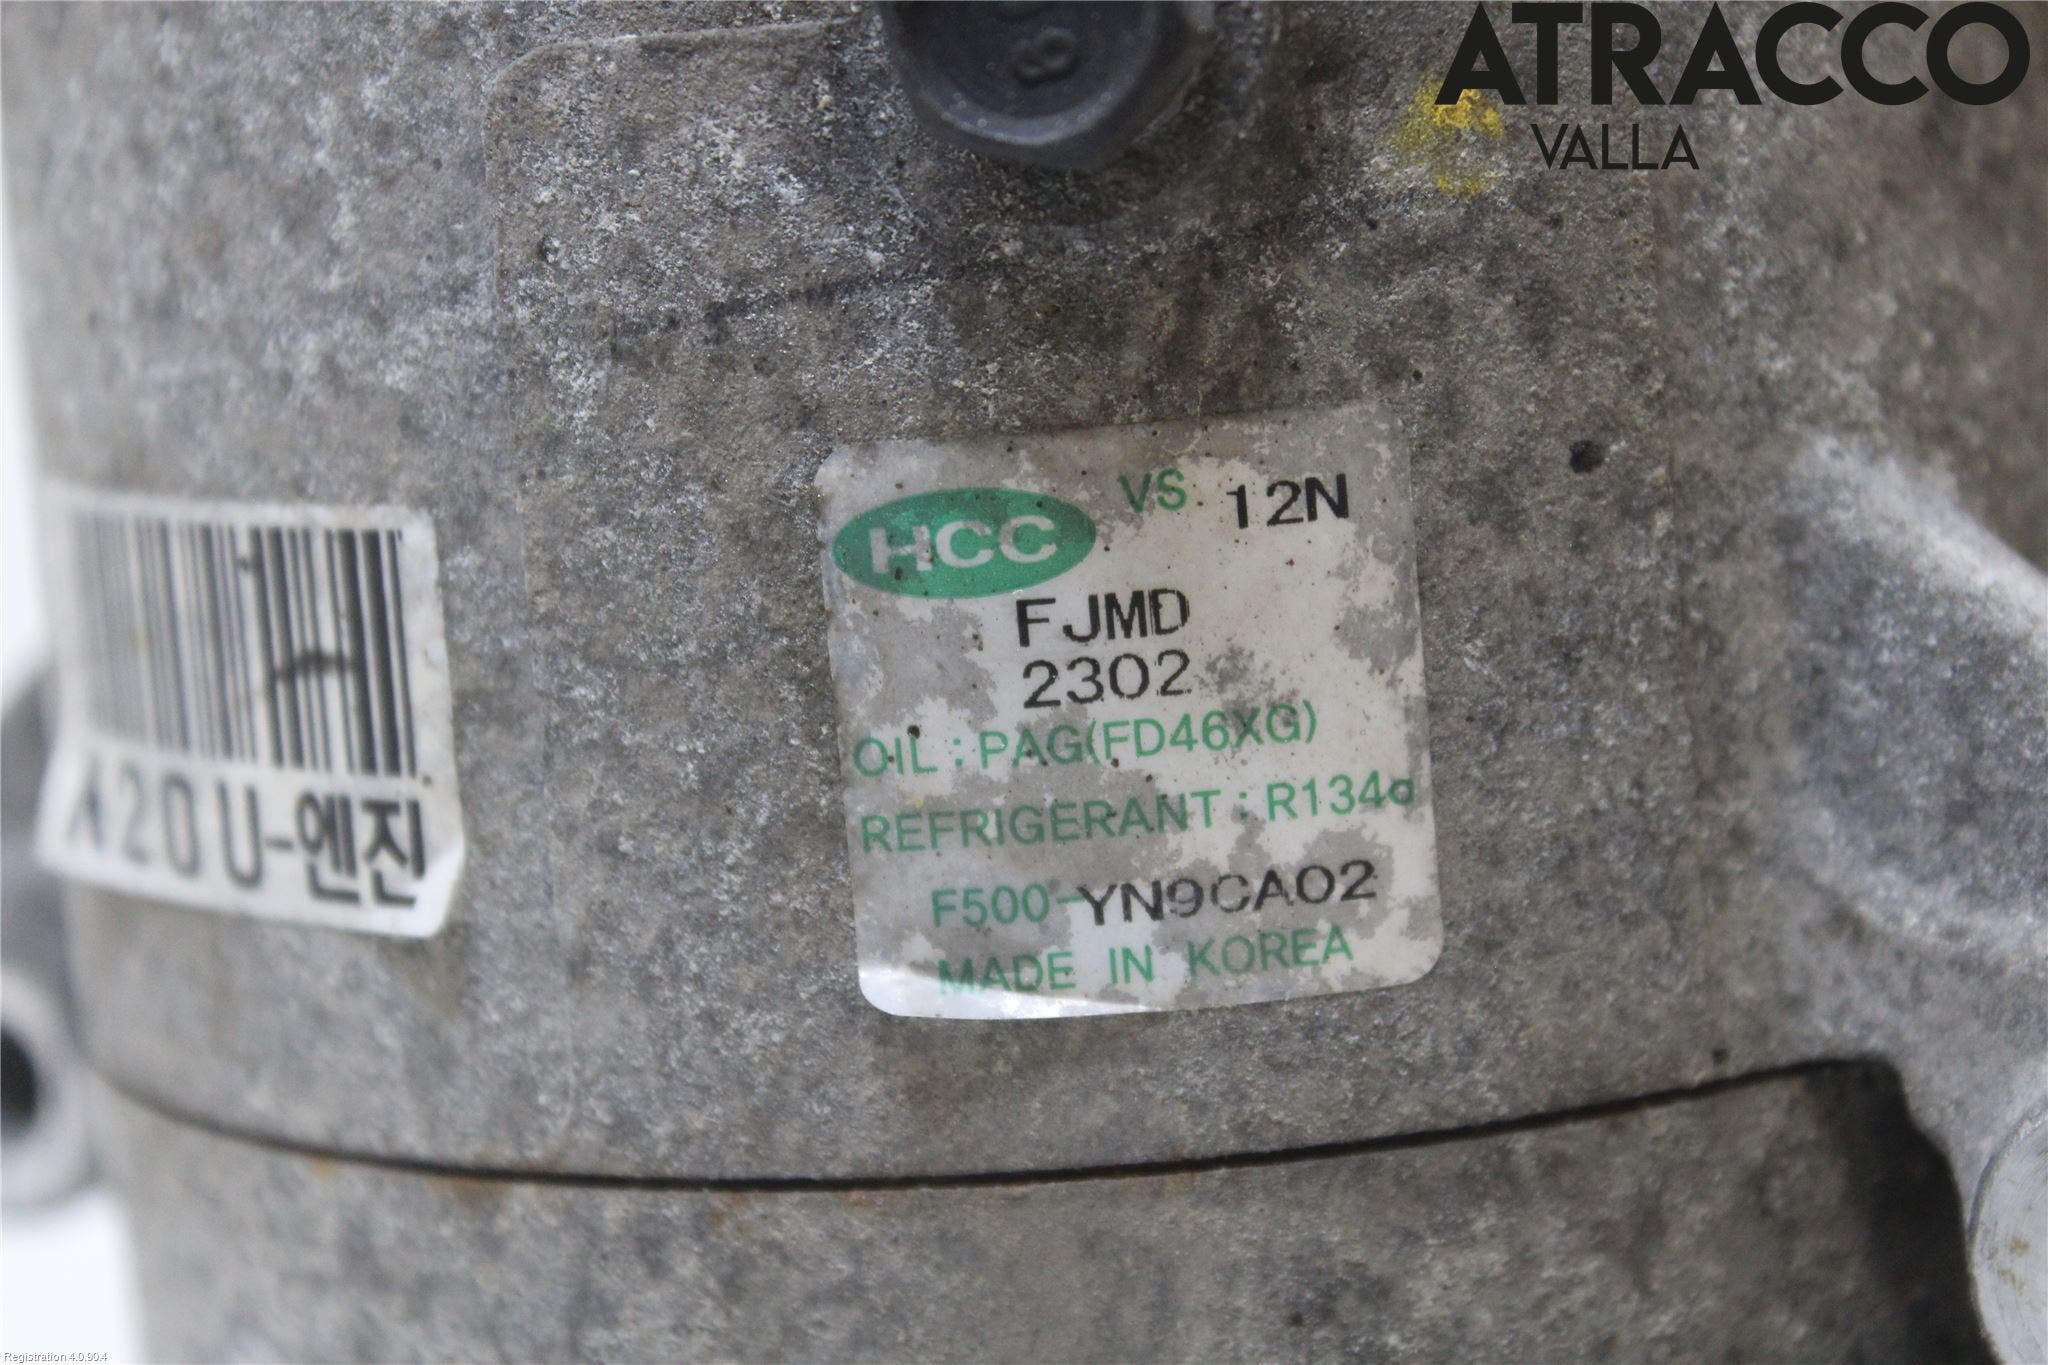 ATRACCO
VALLA
8
HCC
VS 12N
FJMD
2302
OIL : PAG(FD46XG)
REFRIGERANT : R134a
F500-YN9CA02
MADE IN KOREA
A20U-엔진
Registration 4.0.90.4